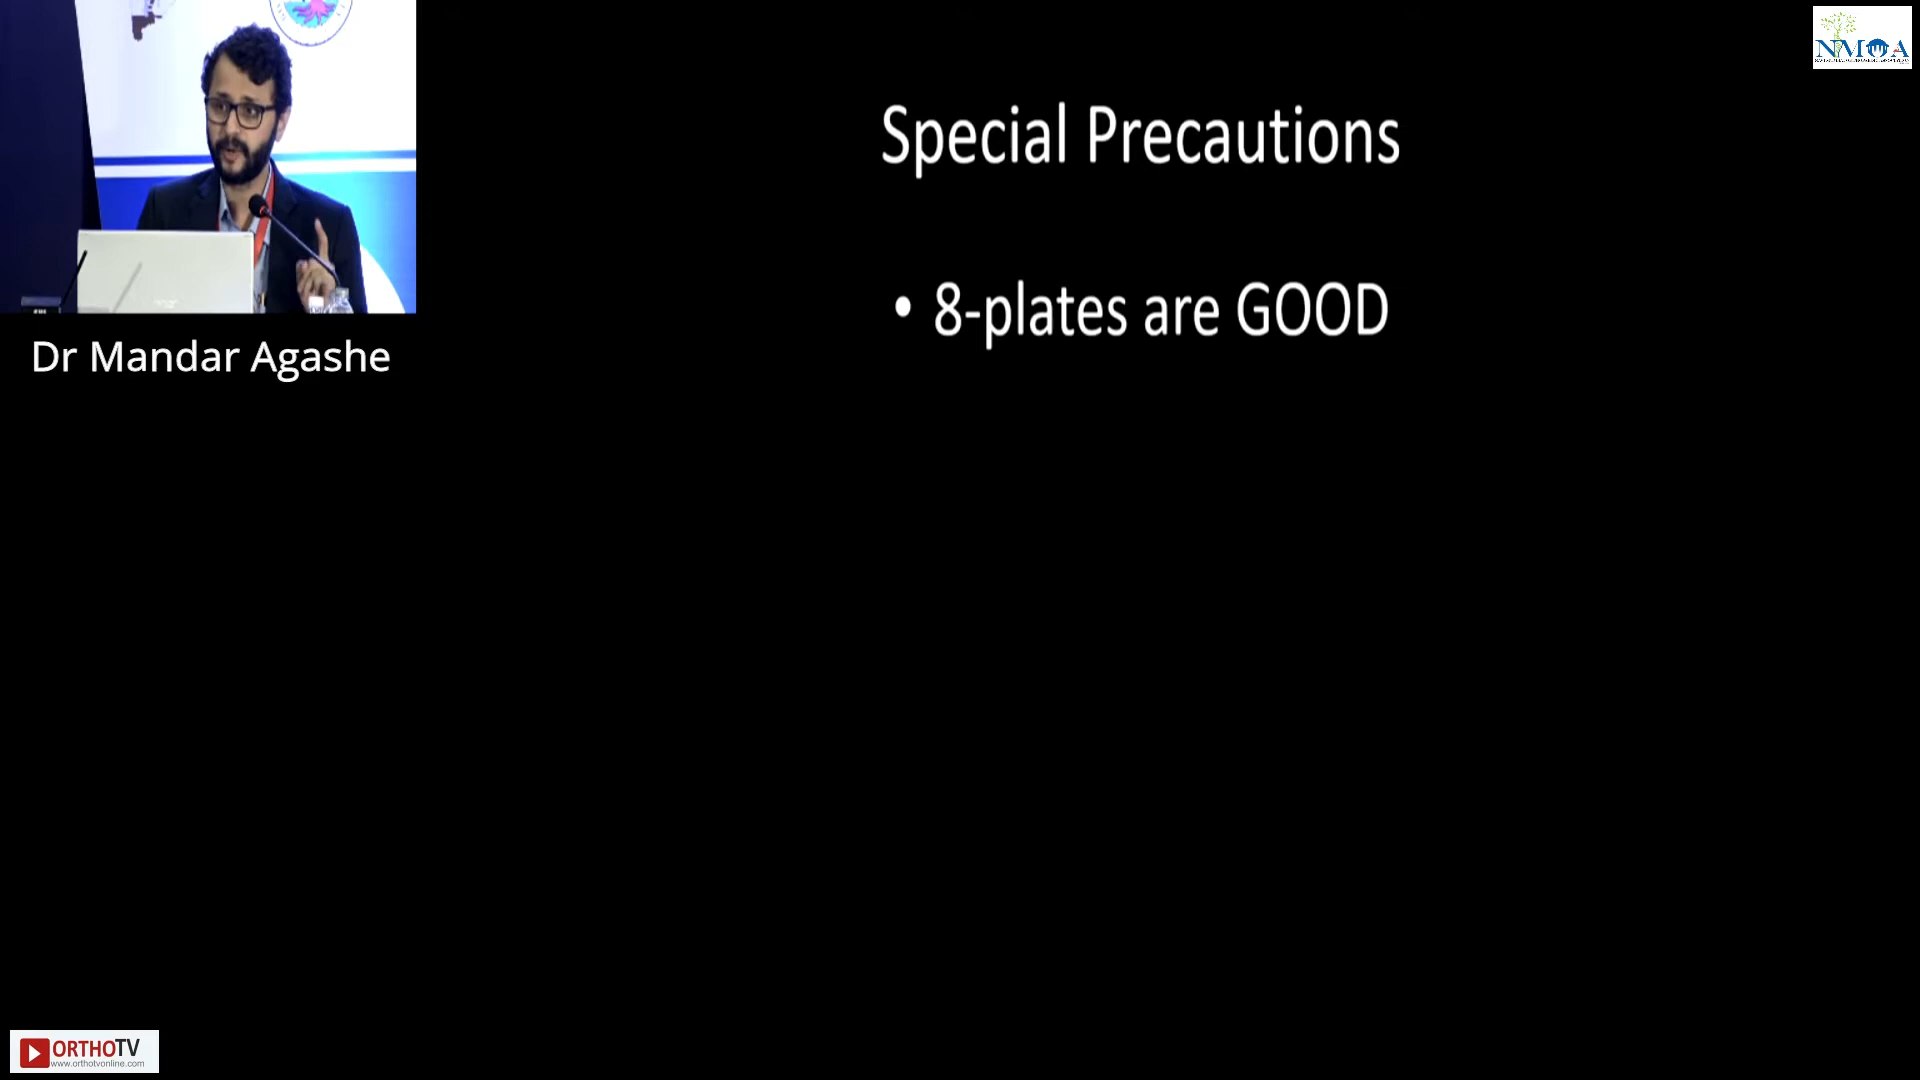 NMOA
Special Precautions
• 8-plates are GOOD
Dr Mandar Agashe
ORTHOTV
www.orthotvonline.com